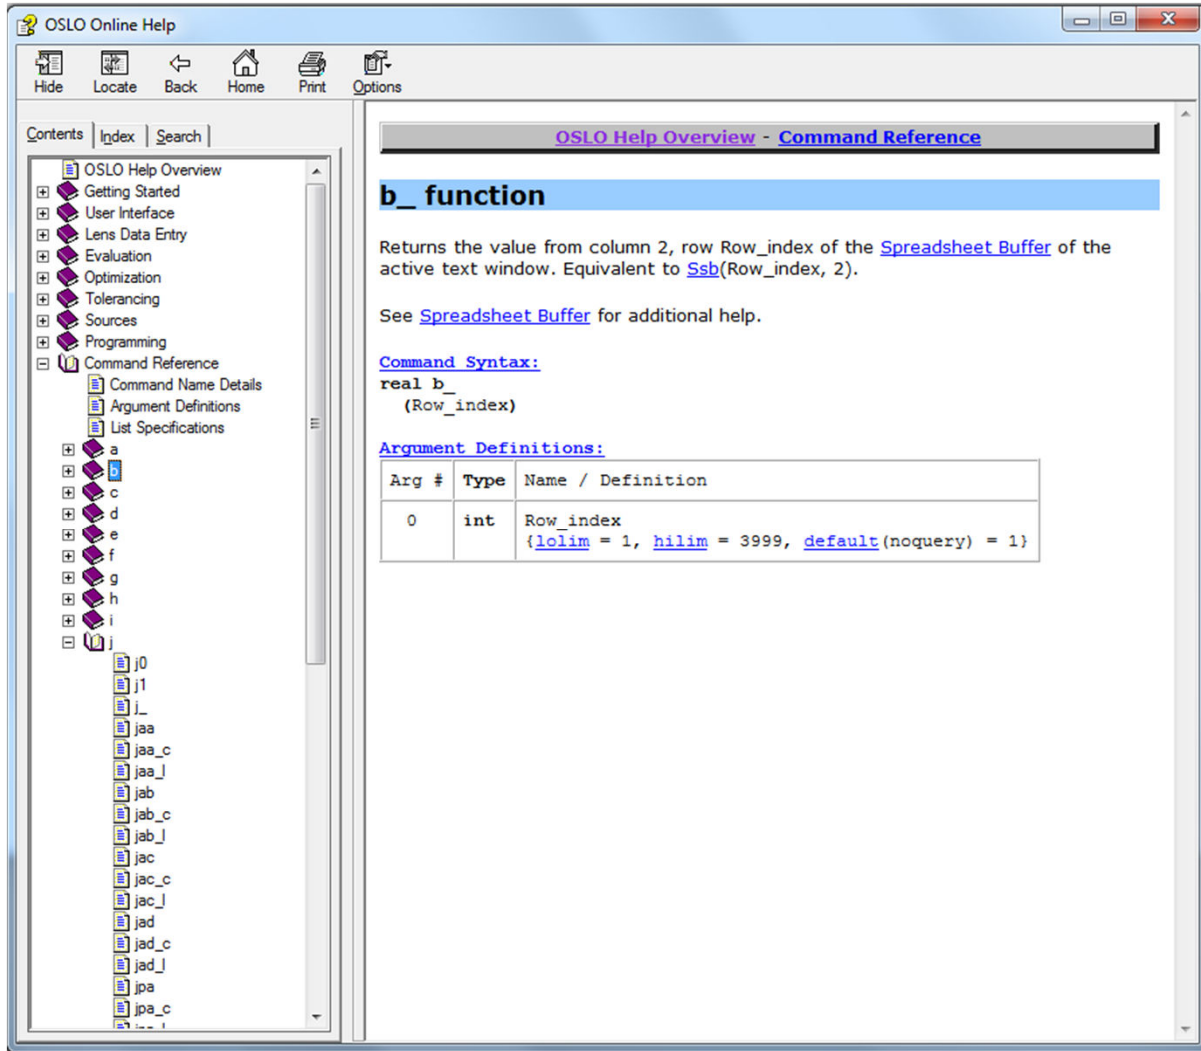 OSLO Online Help
Hide Locate Back Home Print Options
Contents Index Search
OSLO Help Overview
Getting Started
User Interface
Lens Data Entry
Evaluation
Optimization
Tolerancing
Sources
Programming
Command Reference
Command Name Details
Argument Definitions
List Specifications
a
b
c
d
e
f
g
h
i
j
j0
j1
j_
jaa
jaa_c
jaa_l
jab
jab_c
jab_l
jac
jac_c
jac_l
jad
jad_c
jad_l
jpa
jpa_c
OSLO Help Overview - Command Reference
b_ function
Returns the value from column 2, row Row_index of the Spreadsheet Buffer of the
active text window. Equivalent to Ssb(Row_index, 2).
See Spreadsheet Buffer for additional help.
Command Syntax:
real b_
(Row_index)
Argument Definitions:
Arg # Type Name / Definition
0 int Row_index
{lolim = 1, hilim = 3999, default(noquery) = 1}